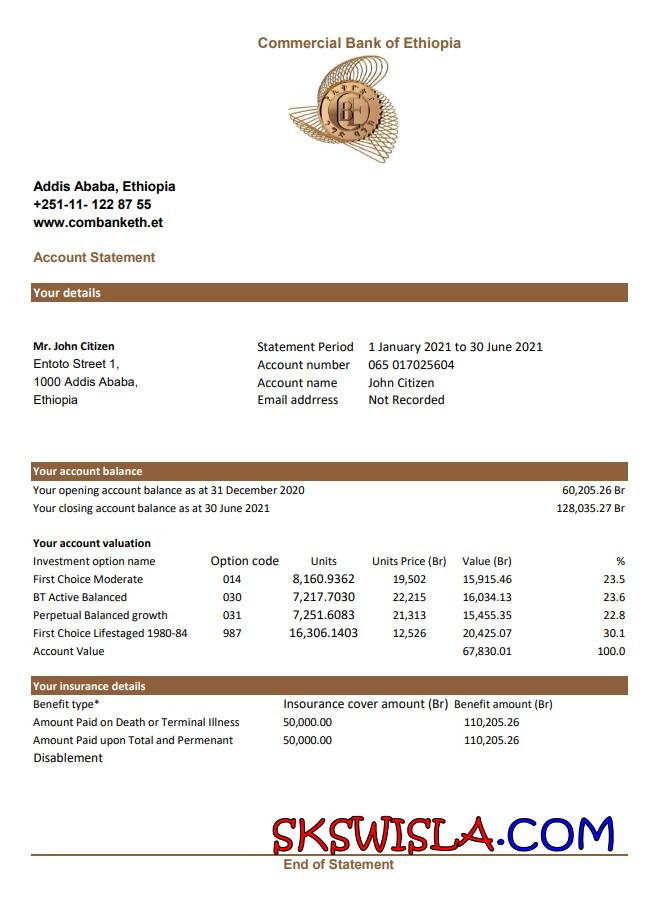 Commercial Bank of Ethiopia
Addis Ababa, Ethiopia
+251-11- 122 87 55
www.combanketh.et
Account Statement
Your details
Mr. John Citizen
Entoto Street 1,
1000 Addis Ababa,
Ethiopia
Statement Period 1 January 2021 to 30 June 2021
Account number 065 017025604
Account name John Citizen
Email addrress Not Recorded
Your account balance
Your opening account balance as at 31 December 2020 60,205.26 Br
Your closing account balance as at 30 June 2021 128,035.27 Br
Your account valuation
Investment option name Option code Units Units Price (Br) Value (Br) %
First Choice Moderate 014 8,160.9362 19,502 15,915.46 23.5
BT Active Balanced 030 7,217.7030 22,215 16,034.13 23.6
Perpetual Balanced growth 031 7,251.6083 21,313 15,455.35 22.8
First Choice Lifestaged 1980-84 987 16,306.1403 12,526 20,425.07 30.1
Account Value 67,830.01 100.0
Your insurance details
Benefit type* Insourance cover amount (Br) Benefit amount (Br)
Amount Paid on Death or Terminal Illness 50,000.00 110,205.26
Amount Paid upon Total and Permenant 50,000.00 110,205.26
Disablement
SKSWISLA.COM
End of Statement